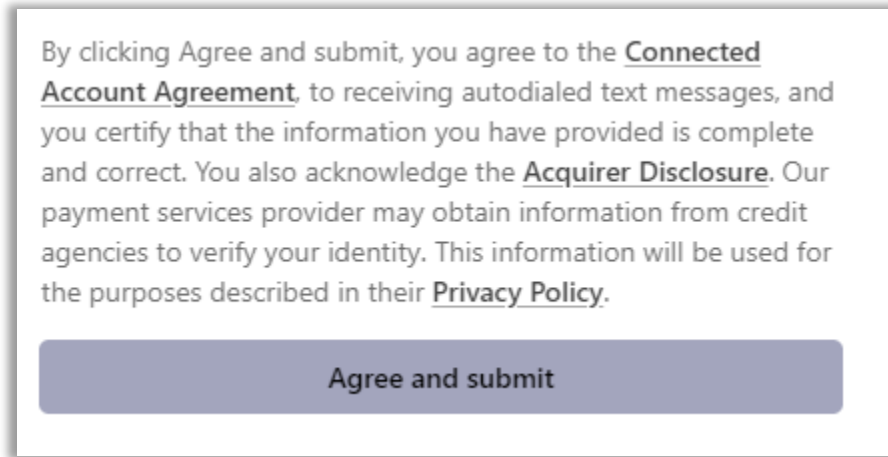 By clicking Agree and submit, you agree to the Connected
Account Agreement, to receiving autodialed text messages, and
you certify that the information you have provided is complete
and correct. You also acknowledge the Acquirer Disclosure. Our
payment services provider may obtain information from credit
agencies to verify your identity. This information will be used for
the purposes described in their Privacy Policy.
Agree and submit